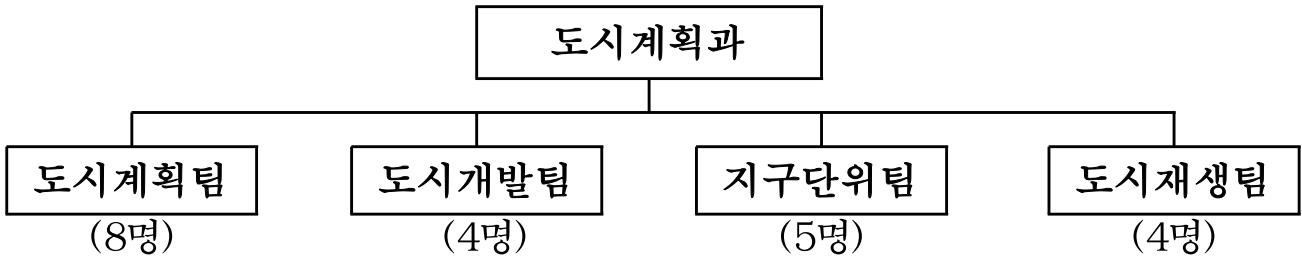 도시계획과
도시계획팀 도시개발팀 지구단위팀 도시재생팀
(8명) (4명) (5명) (4명)